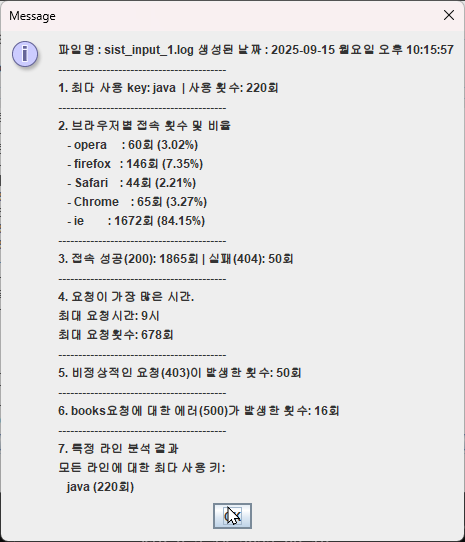 Message
파일명 : sist_input_1.log 생성된 날짜 : 2025-09-15 월요일 오후 10:15:57
------------------------------------------
1. 최다 사용 key: java | 사용 횟수: 220회
------------------------------------------
2. 브라우저별 접속 횟수 및 비율
- opera : 60회 (3.02%)
- firefox : 146회 (7.35%)
- Safari : 44회 (2.21%)
- Chrome : 65회 (3.27%)
- ie : 1672회 (84.15%)
------------------------------------------
3. 접속 성공(200): 1865회 | 실패(404): 50회
------------------------------------------
4. 요청이 가장 많은 시간.
최대 요청시간: 9시
최대 요청횟수: 678회
------------------------------------------
5. 비정상적인 요청(403)이 발생한 횟수: 50회
------------------------------------------
6. books요청에 대한 에러(500)가 발생한 횟수: 16회
------------------------------------------
7. 특정 라인 분석 결과
모든 라인에 대한 최다 사용 키:
java (220회)